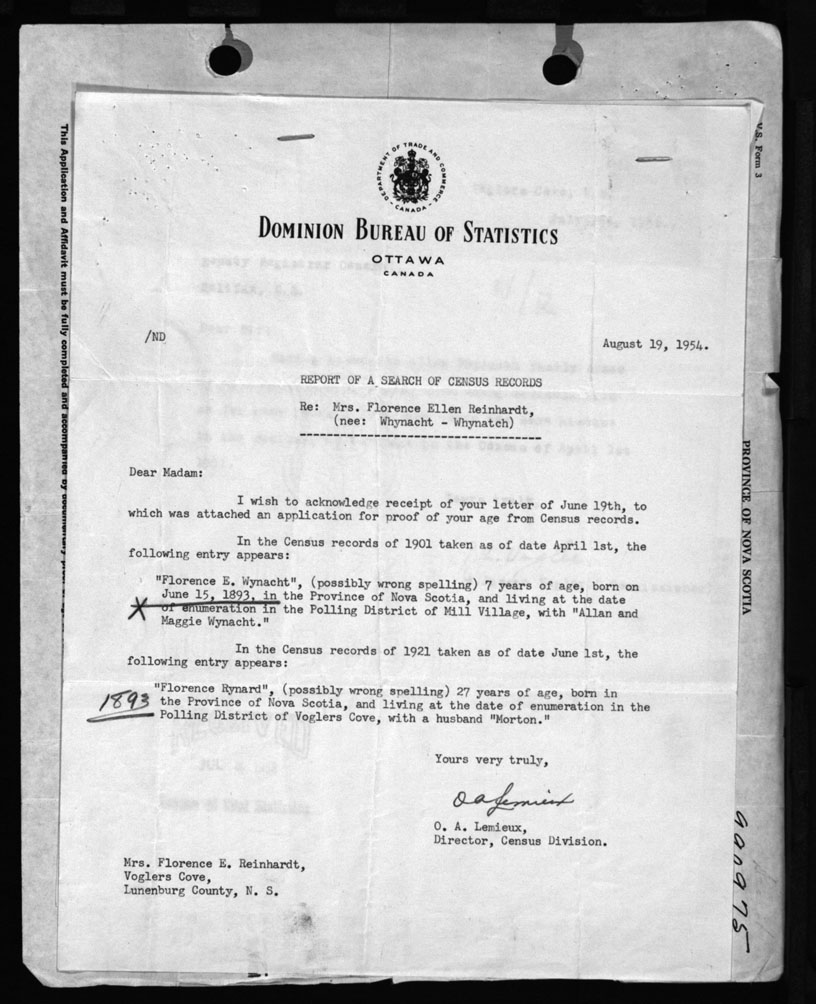 DEPARTMENT OF TRADE AND COMMERCE
CANADA
DOMINION BUREAU OF STATISTICS
OTTAWA
CANADA
/ND
August 19, 1954.
REPORT OF A SEARCH OF CENSUS RECORDS
Re: Mrs. Florence Ellen Reinhardt,
(nee: Whynacht - Whynatch)
Dear Madam:
I wish to acknowledge receipt of your letter of June 19th, to
which was attached an application for proof of your age from Census records.
In the Census records of 1901 taken as of date April 1st, the
following entry appears:
"Florence E. Wynacht", (possibly wrong spelling) 7 years of age, born on
June 15, 1893, in the Province of Nova Scotia, and living at the date
of enumeration in the Polling District of Mill Village, with "Allan and
Maggie Wynacht."
In the Census records of 1921 taken as of date June 1st, the
following entry appears:
"Florence Rynard", (possibly wrong spelling) 27 years of age, born in
1893 the Province of Nova Scotia, and living at the date of enumeration in the
Polling District of Voglers Cove, with a husband "Morton."
Yours very truly,
O A Lemieux
O. A. Lemieux,
Director, Census Division.
Mrs. Florence E. Reinhardt,
Voglers Cove,
Lunenburg County, N. S.
This Application and Affidavit must be fully completed and accompanied by
V.S. Form 3
PROVINCE OF NOVA SCOTIA